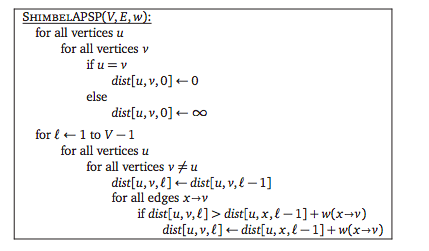 SHIMBELAPSP(V, E, w):
for all vertices u
for all vertices v
if u = v
dist[u, v, 0] ← 0
else
dist[u, v, 0] ← ∞
for ℓ ← 1 to V − 1
for all vertices u
for all vertices v ≠ u
dist[u, v, ℓ] ← dist[u, v, ℓ − 1]
for all edges x→v
if dist[u, v, ℓ] > dist[u, x, ℓ − 1] + w(x→v)
dist[u, v, ℓ] ← dist[u, x, ℓ − 1] + w(x→v)